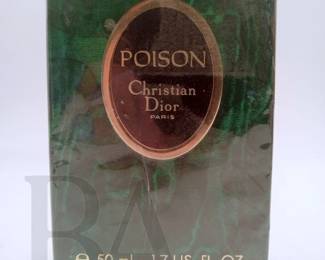 POISON
Christian
Dior
PARIS
℮ 50 mL 1.7 US. FL. OZ.